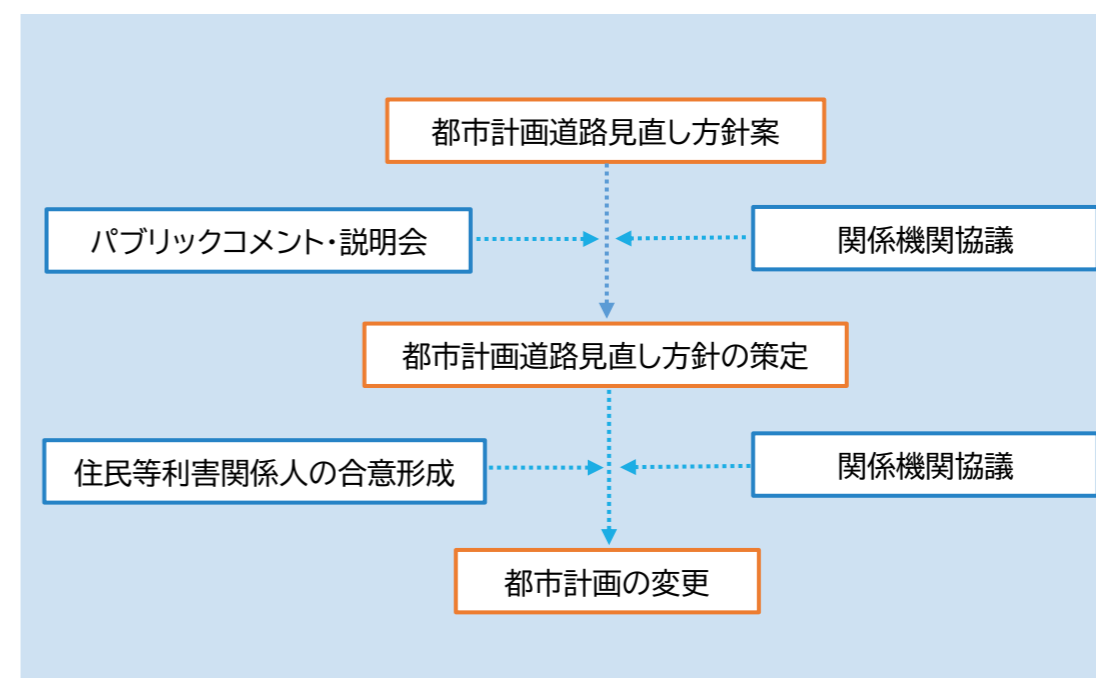 都市計画道路見直し方針案
パブリックコメント・説明会
関係機関協議
都市計画道路見直し方針の策定
住民等利害関係人の合意形成
関係機関協議
都市計画の変更